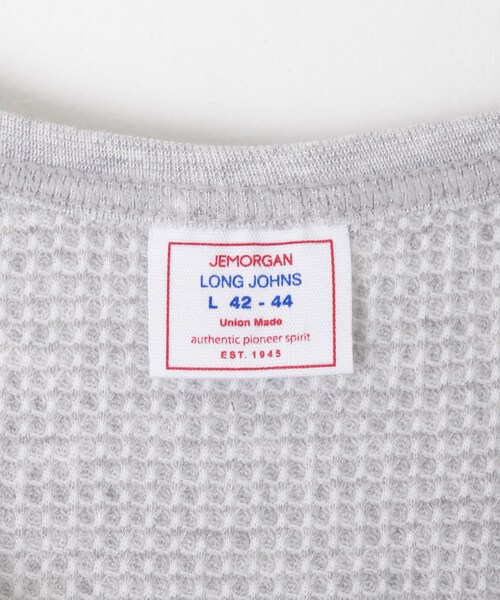 JEMORGAN
LONG JOHNS
L 42 - 44
Union Made
authentic pioneer spirit
EST. 1945